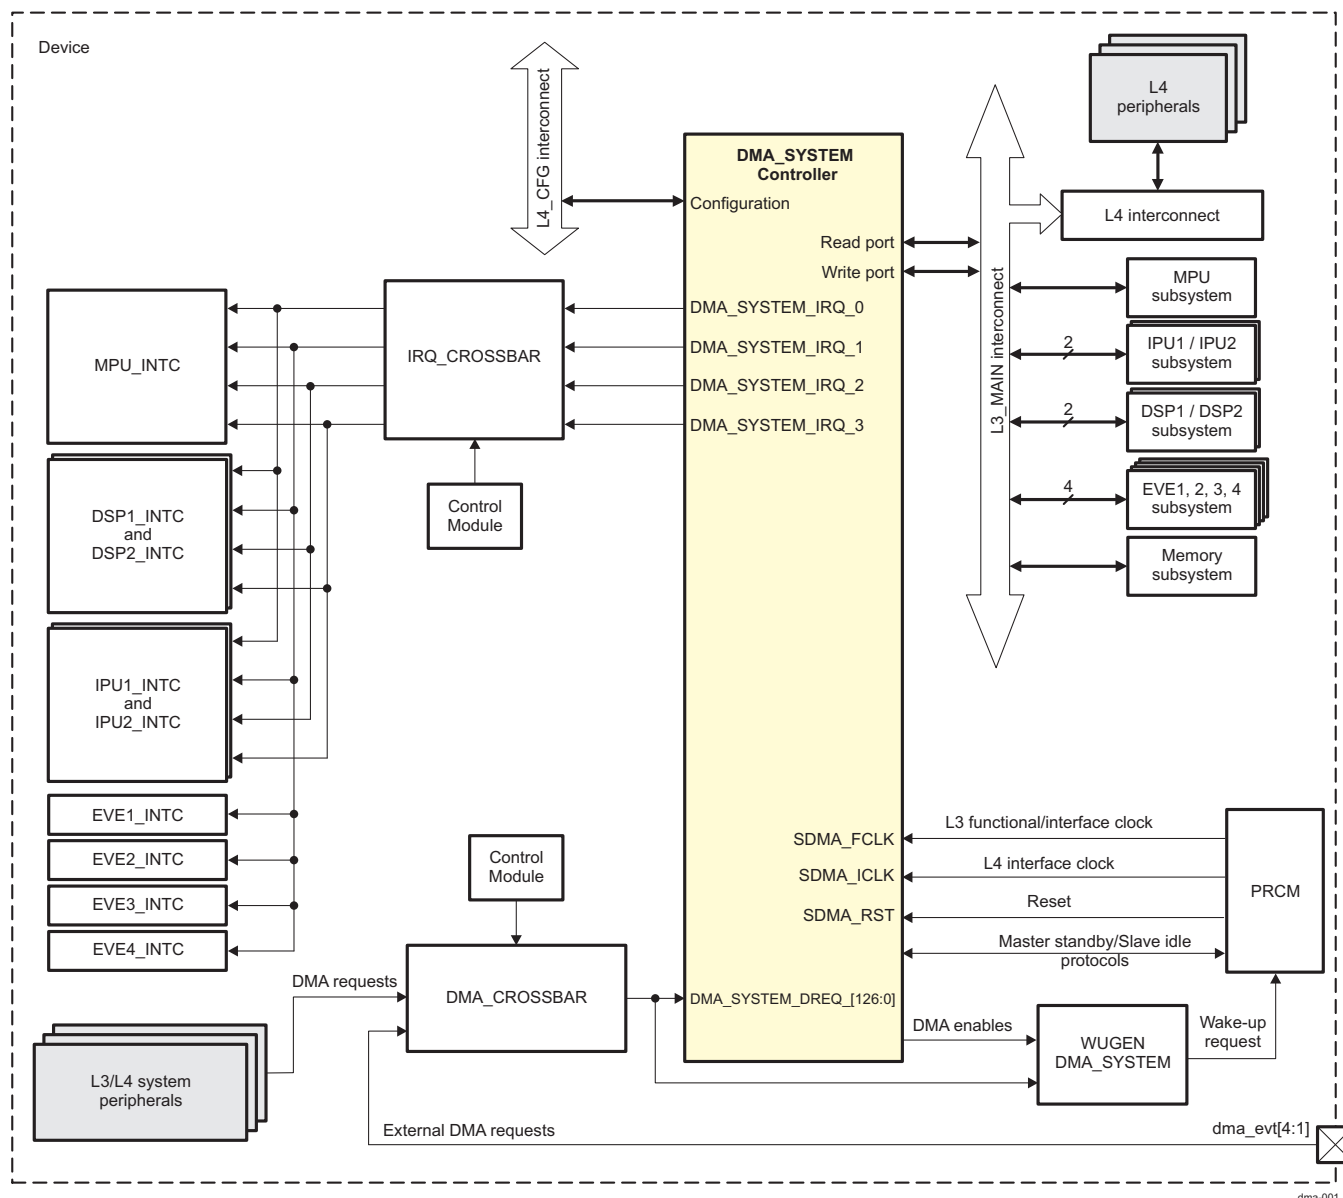 Device
L4_CFG interconnect
DMA_SYSTEM
Controller
Configuration
Read port
Write port
DMA_SYSTEM_IRQ_0
DMA_SYSTEM_IRQ_1
DMA_SYSTEM_IRQ_2
DMA_SYSTEM_IRQ_3
L3_MAIN interconnect
L4
peripherals
L4 interconnect
MPU
subsystem
2
IPU1 / IPU2
subsystem
2
DSP1 / DSP2
subsystem
4
EVE1, 2, 3, 4
subsystem
Memory
subsystem
MPU_INTC
IRQ_CROSSBAR
Control
Module
DSP1_INTC
and
DSP2_INTC
IPU1_INTC
and
IPU2_INTC
EVE1_INTC
EVE2_INTC
EVE3_INTC
EVE4_INTC
Control
Module
DMA requests
DMA_CROSSBAR
L3/L4 system
peripherals
External DMA requests
SDMA_FCLK
SDMA_ICLK
SDMA_RST
DMA_SYSTEM_DREQ_[126:0]
L3 functional/interface clock
L4 interface clock
Reset
Master standby/Slave idle
protocols
PRCM
DMA enables
WUGEN
DMA_SYSTEM
Wake-up
request
dma_evt[4:1]
dma-001